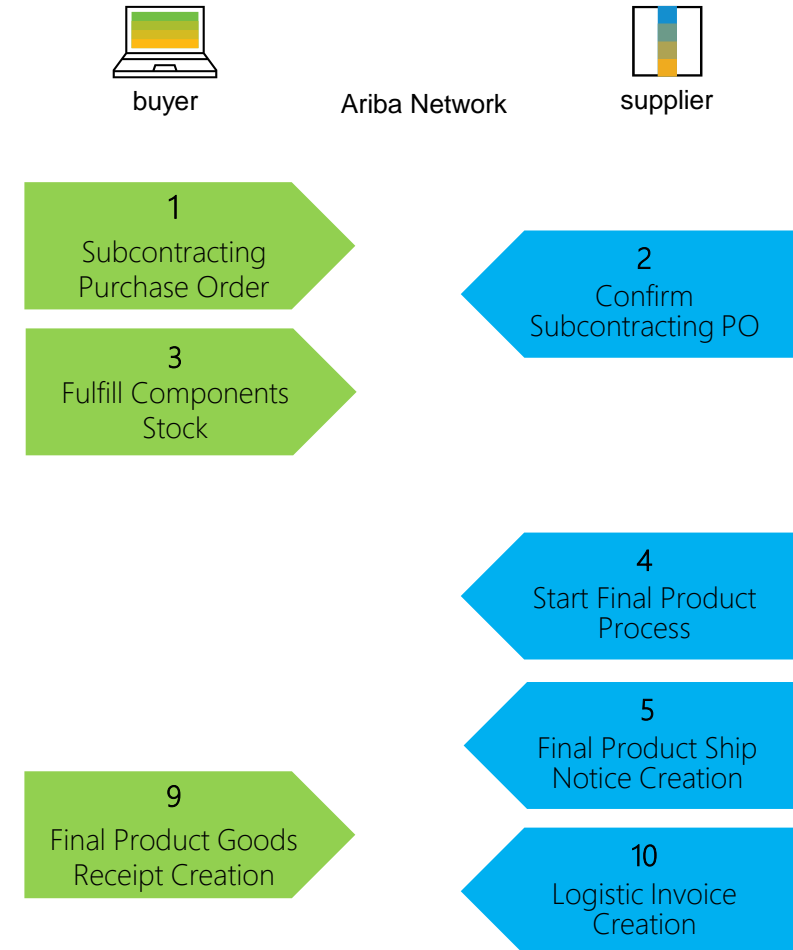 buyer
Ariba Network
supplier
1
Subcontracting
Purchase Order
2
Confirm
Subcontracting PO
3
Fulfill Components
Stock
4
Start Final Product
Process
5
Final Product Ship
Notice Creation
9
Final Product Goods
Receipt Creation
10
Logistic Invoice
Creation